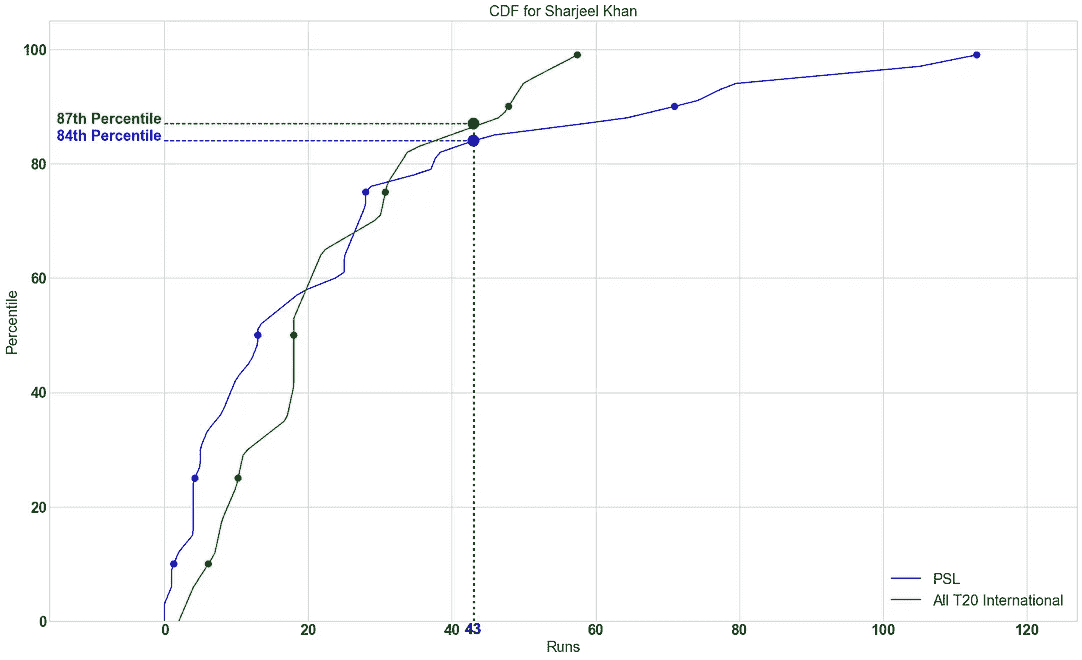 CDF for Sharjeel Khan
100
87th Percentile
84th Percentile
80
60
Percentile
40
20
0
PSL
All T20 International
0 20 40 43 60 80 100 120
Runs